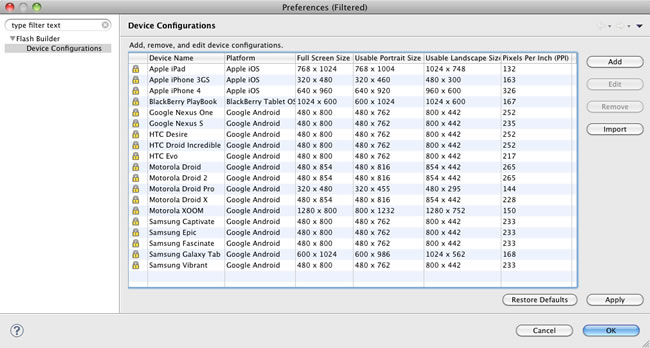 Preferences (Filtered)
type filter text
Flash Builder
Device Configurations
Device Configurations
Add, remove, and edit device configurations.
Device Name Platform Full Screen Size Usable Portrait Size Usable Landscape Size Pixels Per Inch (PPI)
Apple iPad Apple iOS 768 x 1024 768 x 1004 1024 x 748 132
Apple iPhone 3GS Apple iOS 320 x 480 320 x 460 480 x 300 163
Apple iPhone 4 Apple iOS 640 x 960 640 x 920 960 x 600 326
BlackBerry PlayBook BlackBerry Tablet OS 1024 x 600 600 x 1024 1024 x 600 167
Google Nexus One Google Android 480 x 800 480 x 762 800 x 442 252
Google Nexus S Google Android 480 x 800 480 x 762 800 x 442 235
HTC Desire Google Android 480 x 800 480 x 762 800 x 442 252
HTC Droid Incredible Google Android 480 x 800 480 x 762 800 x 442 252
HTC Evo Google Android 480 x 800 480 x 762 800 x 442 217
Motorola Droid Google Android 480 x 854 480 x 816 854 x 442 265
Motorola Droid 2 Google Android 480 x 854 480 x 816 854 x 442 265
Motorola Droid Pro Google Android 320 x 480 320 x 455 480 x 295 144
Motorola Droid X Google Android 480 x 854 480 x 816 854 x 442 228
Motorola XOOM Google Android 1280 x 800 800 x 1232 1280 x 752 150
Samsung Captivate Google Android 480 x 800 480 x 762 800 x 442 233
Samsung Epic Google Android 480 x 800 480 x 762 800 x 442 233
Samsung Fascinate Google Android 480 x 800 480 x 762 800 x 442 233
Samsung Galaxy Tab Google Android 600 x 1024 600 x 986 1024 x 562 168
Samsung Vibrant Google Android 480 x 800 480 x 762 800 x 442 233
Add
Edit
Remove
Import
Restore Defaults
Apply
?
Cancel
OK